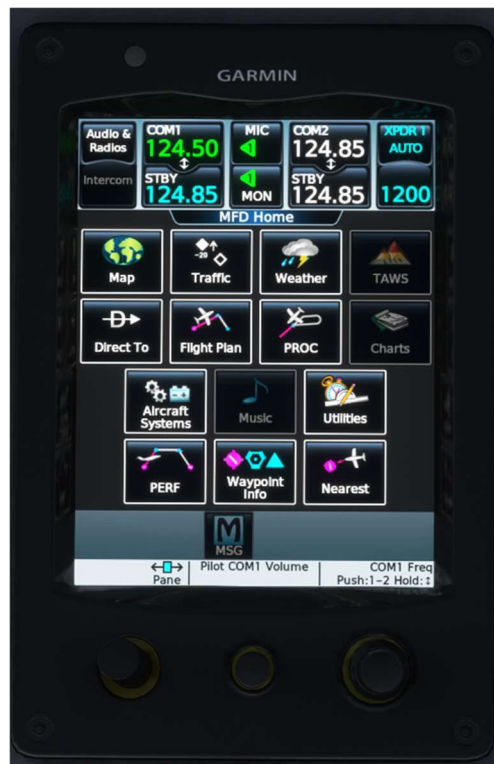 GARMIN
Audio & Radios
COM1
124.50
STBY
124.85
MIC
MON
COM2
124.85
STBY
124.85
XPDR 1
AUTO
1200
Intercom
MFD Home
Map
Traffic
-20
Weather
TAWS
Direct To
Flight Plan
PROC
Charts
Aircraft Systems
Music
Utilities
PERF
Waypoint Info
Nearest
M
MSG
Pane
Pilot COM1 Volume
COM1 Freq
Push:1-2 Hold:↕